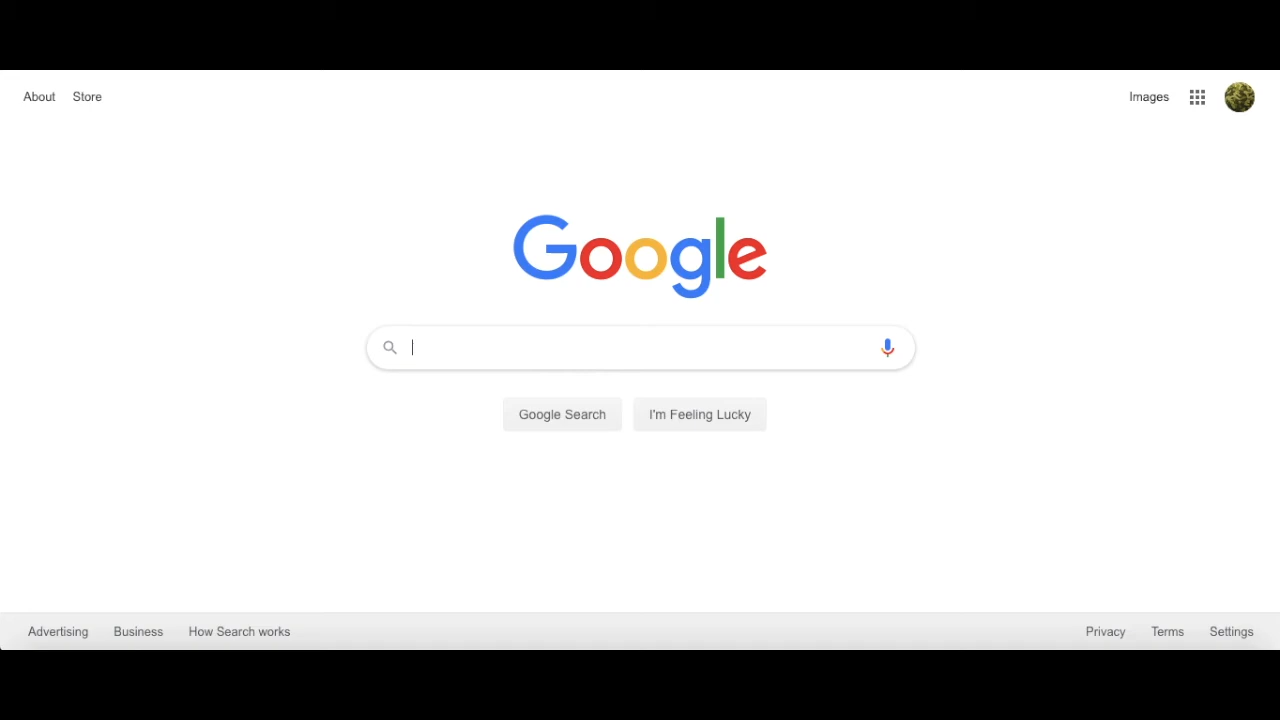 About Store Images
Google
Google Search I'm Feeling Lucky
Advertising Business How Search works Privacy Terms Settings